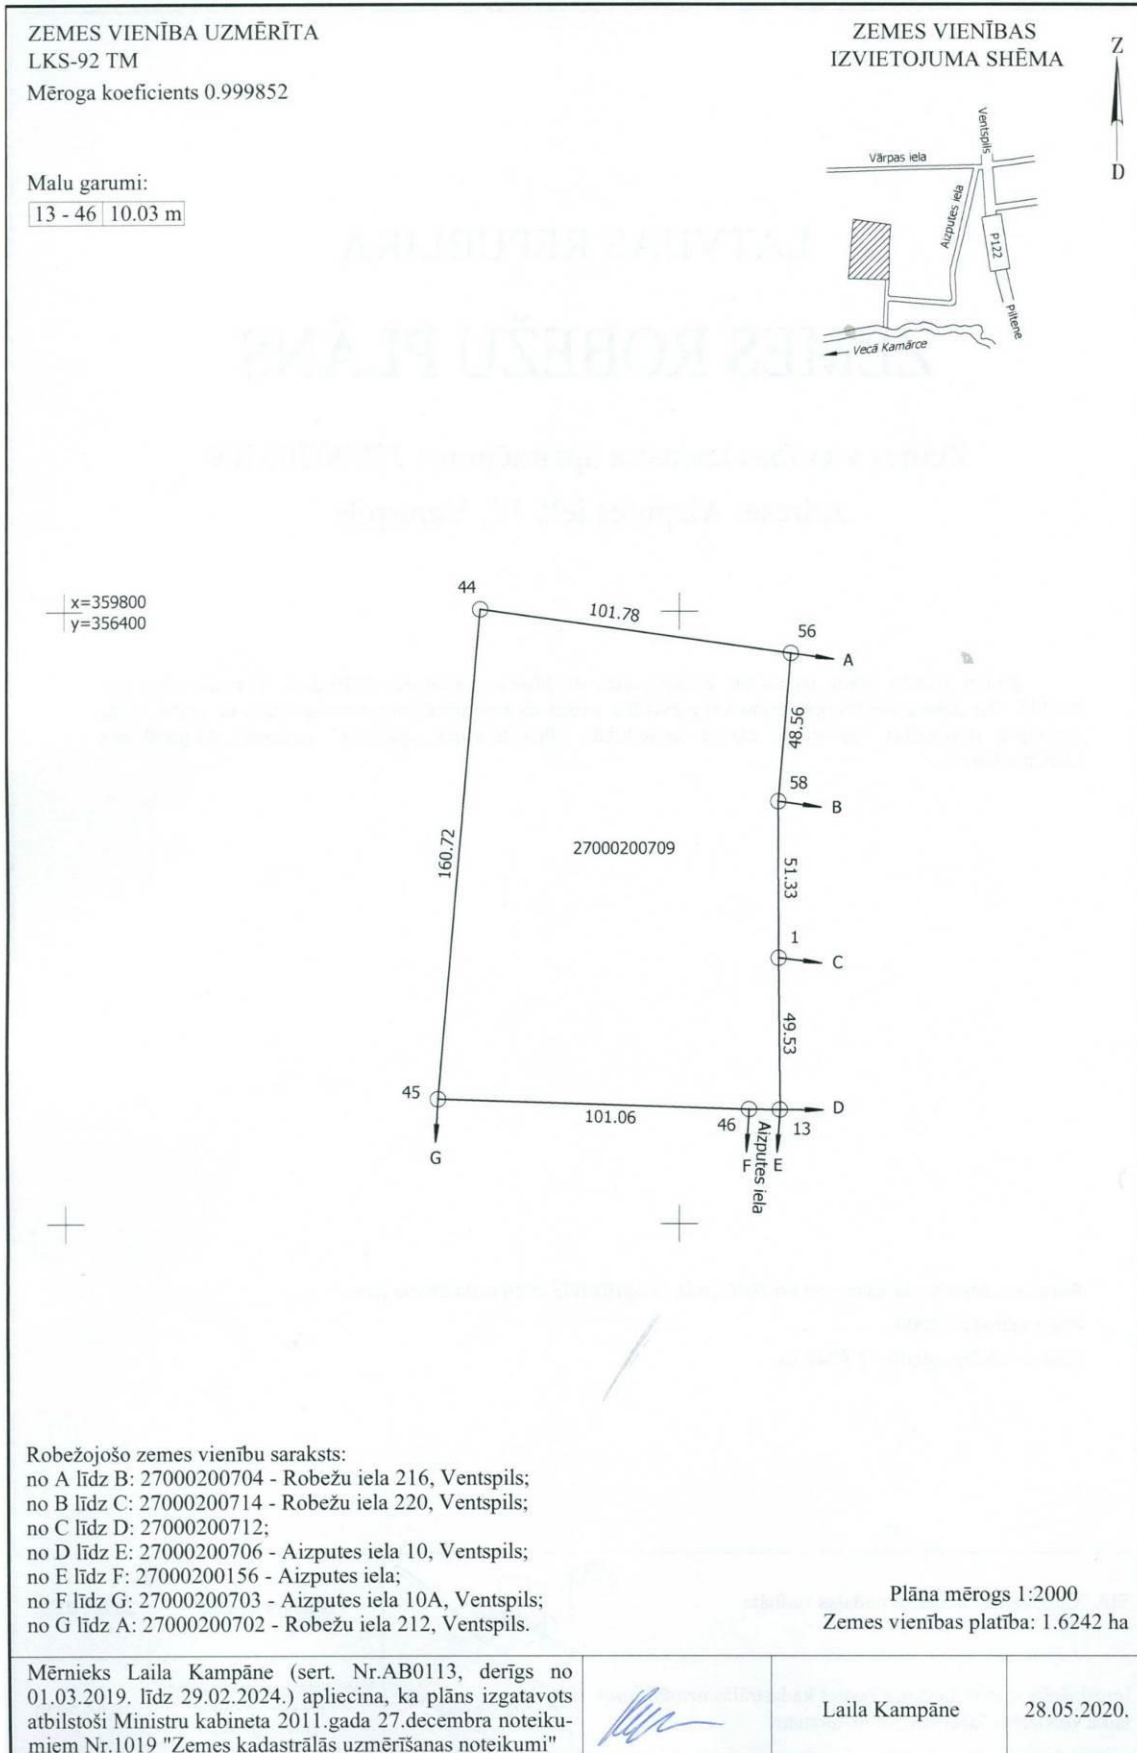 ZEMES VIENĪBA UZMĒRĪTA
LKS-92 TM
Mēroga koeficients 0.999852
Malu garumi:
13 - 46 10.03 m
ZEMES VIENĪBAS
IZVIETOJUMA SHĒMA
Z
D
Ventspils
Vārpas iela
Aizputes iela
P122
Piltene
Vecā Kamārce
x=359800
y=356400
44
101.78
56
A
48.56
58
B
160.72
27000200709
51.33
1
C
49.53
45
101.06
46
13
D
G
F
E
Aizputes iela
Robežojošo zemes vienību saraksts:
no A līdz B: 27000200704 - Robežu iela 216, Ventspils;
no B līdz C: 27000200714 - Robežu iela 220, Ventspils;
no C līdz D: 27000200712;
no D līdz E: 27000200706 - Aizputes iela 10, Ventspils;
no E līdz F: 27000200156 - Aizputes iela;
no F līdz G: 27000200703 - Aizputes iela 10A, Ventspils;
no G līdz A: 27000200702 - Robežu iela 212, Ventspils.
Plāna mērogs 1:2000
Zemes vienības platība: 1.6242 ha
Mērnieks Laila Kampāne (sert. Nr.AB0113, derīgs no
01.03.2019. līdz 29.02.2024.) apliecina, ka plāns izgatavots
atbilstoši Ministru kabineta 2011.gada 27.decembra noteiku-
miem Nr.1019 "Zemes kadastrālās uzmērīšanas noteikumi"
Laila Kampāne
28.05.2020.